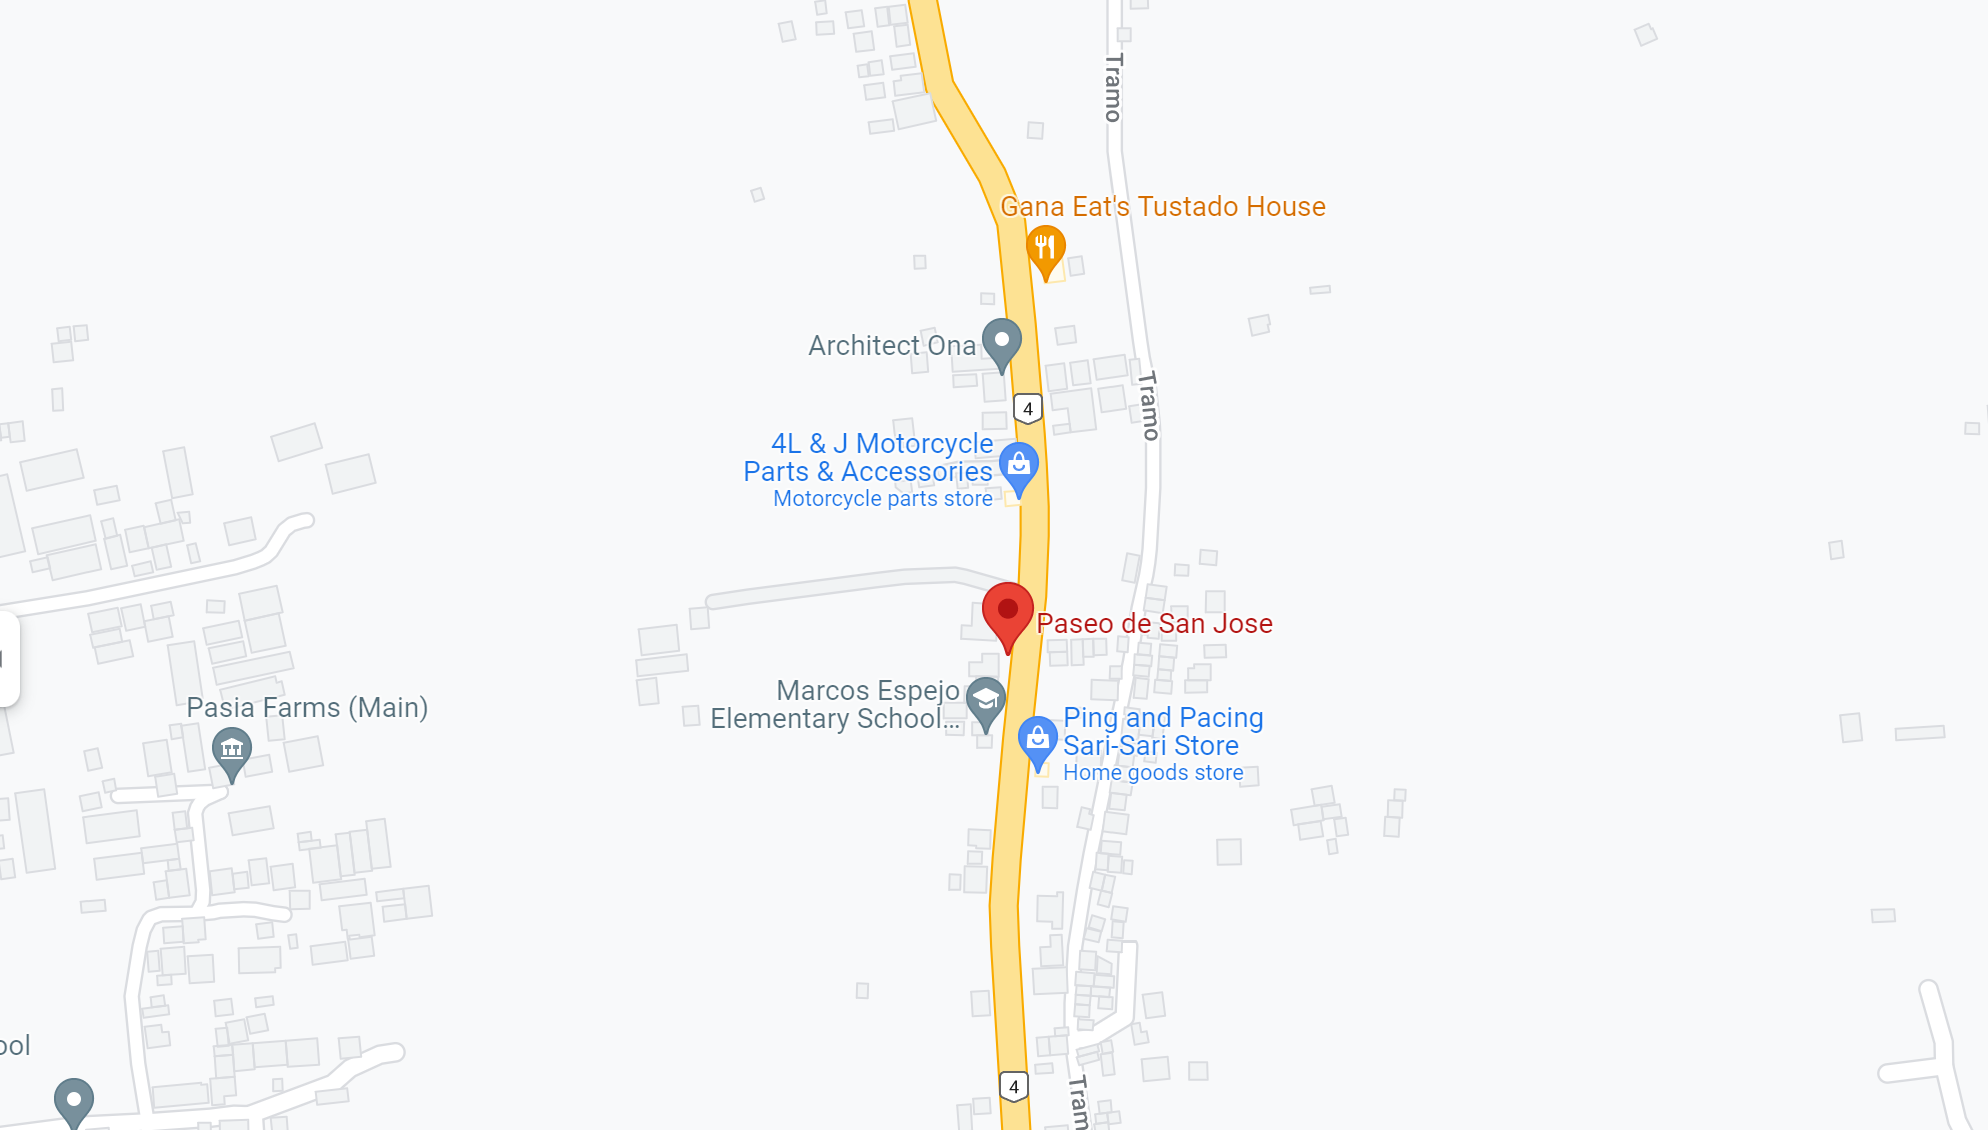 Tramo
Gana Eat's Tustado House
Architect Ona
4
Tramo
4L & J Motorcycle
Parts & Accessories
Motorcycle parts store
Paseo de San Jose
Marcos Espejo
Elementary School...
Pasia Farms (Main)
Ping and Pacing
Sari-Sari Store
Home goods store
ool
4
Tram